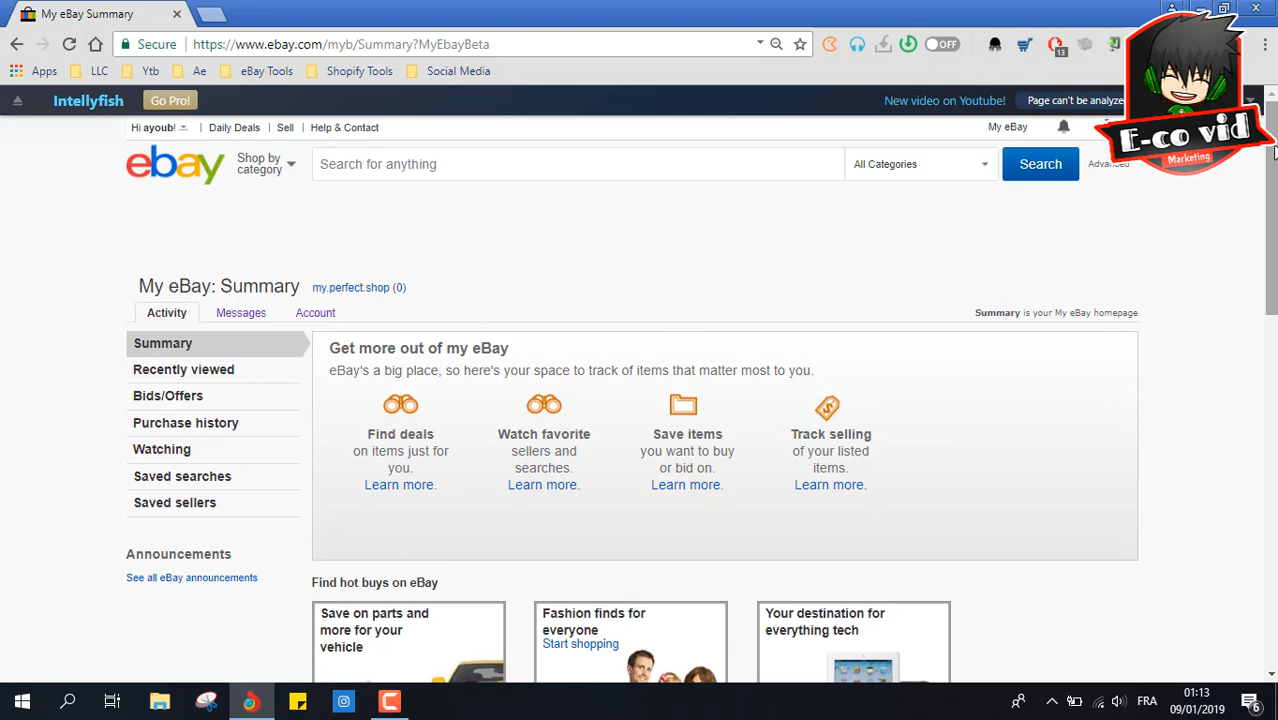 My eBay Summary
Secure
https://www.ebay.com/myb/Summary?MyEbayBeta
OFF
13
Apps
LLC
Ytb
Ae
eBay Tools
Shopify Tools
Social Media
Intellyfish
Go Pro!
New video on Youtube!
Page can't be analyze
E-co vid
Marketing
Hi ayoub!
Daily Deals
Sell
Help & Contact
My eBay
ebay
Shop by
category
Search for anything
All Categories
Search
Advanced
My eBay: Summary
my.perfect.shop (0)
Activity
Messages
Account
Summary is your My eBay homepage
Summary
Recently viewed
Bids/Offers
Purchase history
Watching
Saved searches
Saved sellers
Announcements
See all eBay announcements
Get more out of my eBay
eBay's a big place, so here's your space to track of items that matter most to you.
Find deals
on items just for
you.
Learn more.
Watch favorite
sellers and
searches.
Learn more.
Save items
you want to buy
or bid on.
Learn more.
Track selling
of your listed
items.
Learn more.
Find hot buys on eBay
Save on parts and
more for your
vehicle
Fashion finds for
everyone
Start shopping
Your destination for
everything tech
FRA
01:13
09/01/2019
6